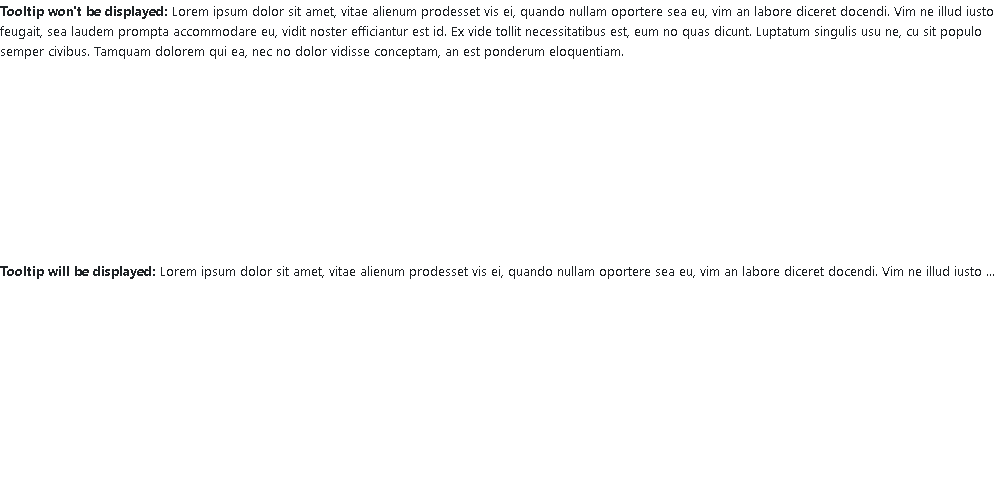 Tooltip won't be displayed: Lorem ipsum dolor sit amet, vitae alienum prodesset vis ei, quando nullam oportere sea eu, vim an labore diceret docendi. Vim ne illud iusto
feugait, sea laudem prompta accommodare eu, vidit noster efficiantur est id. Ex vide tollit necessitatibus est, eum no quas dicunt. Luptatum singulis usu ne, cu sit populo
semper civibus. Tamquam dolorem qui ea, nec no dolor vidisse conceptam, an est ponderum eloquentiam.
Tooltip will be displayed: Lorem ipsum dolor sit amet, vitae alienum prodesset vis ei, quando nullam oportere sea eu, vim an labore diceret docendi. Vim ne illud iusto ...